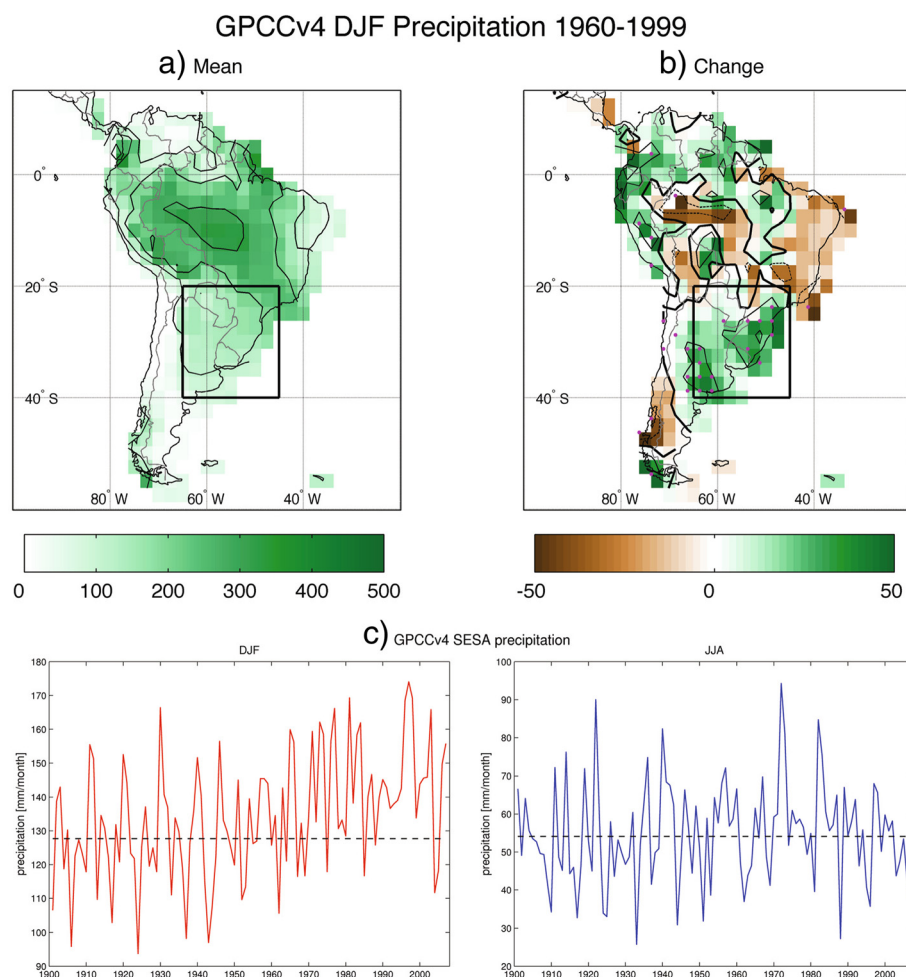 GPCCv4 DJF Precipitation 1960-1999
a) Mean
b) Change
0°
20° S
40° S
80° W
60° W
40° W
0°
20° S
40° S
80° W
60° W
40° W
0 100 200 300 400 500
-50 0 50
c) GPCCv4 SESA precipitation
DJF
180
170
160
150
140
130
120
110
100
90
precipitation [mm/month]
1900 1910 1920 1930 1940 1950 1960 1970 1980 1990 2000
JJA
100
90
80
70
60
50
40
30
20
precipitation [mm/month]
1900 1910 1920 1930 1940 1950 1960 1970 1980 1990 2000